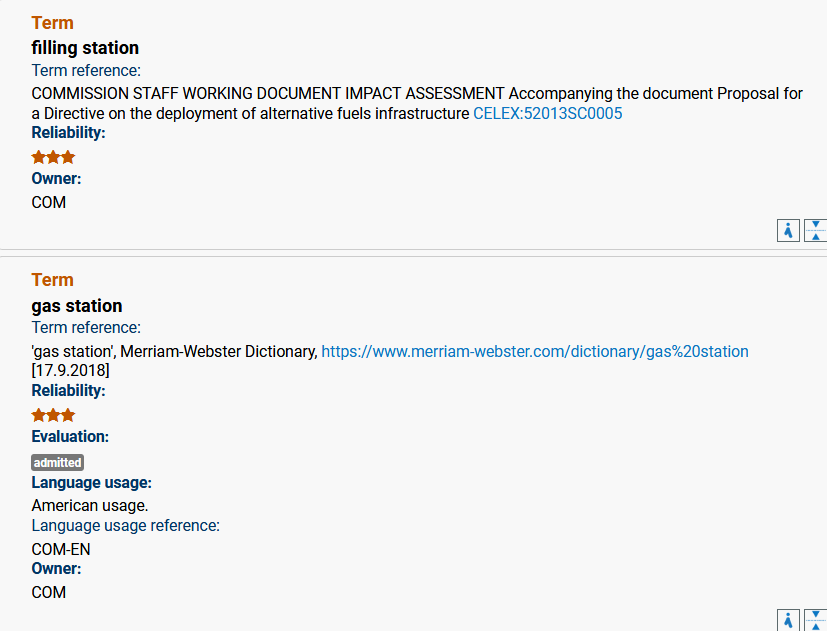 Term
filling station
Term reference:
COMMISSION STAFF WORKING DOCUMENT IMPACT ASSESSMENT Accompanying the document Proposal for
a Directive on the deployment of alternative fuels infrastructure CELEX:52013SC0005
Reliability:
Owner:
COM
Term
gas station
Term reference:
'gas station', Merriam-Webster Dictionary, https://www.merriam-webster.com/dictionary/gas%20station
[17.9.2018]
Reliability:
Evaluation:
admitted
Language usage:
American usage.
Language usage reference:
COM-EN
Owner:
COM